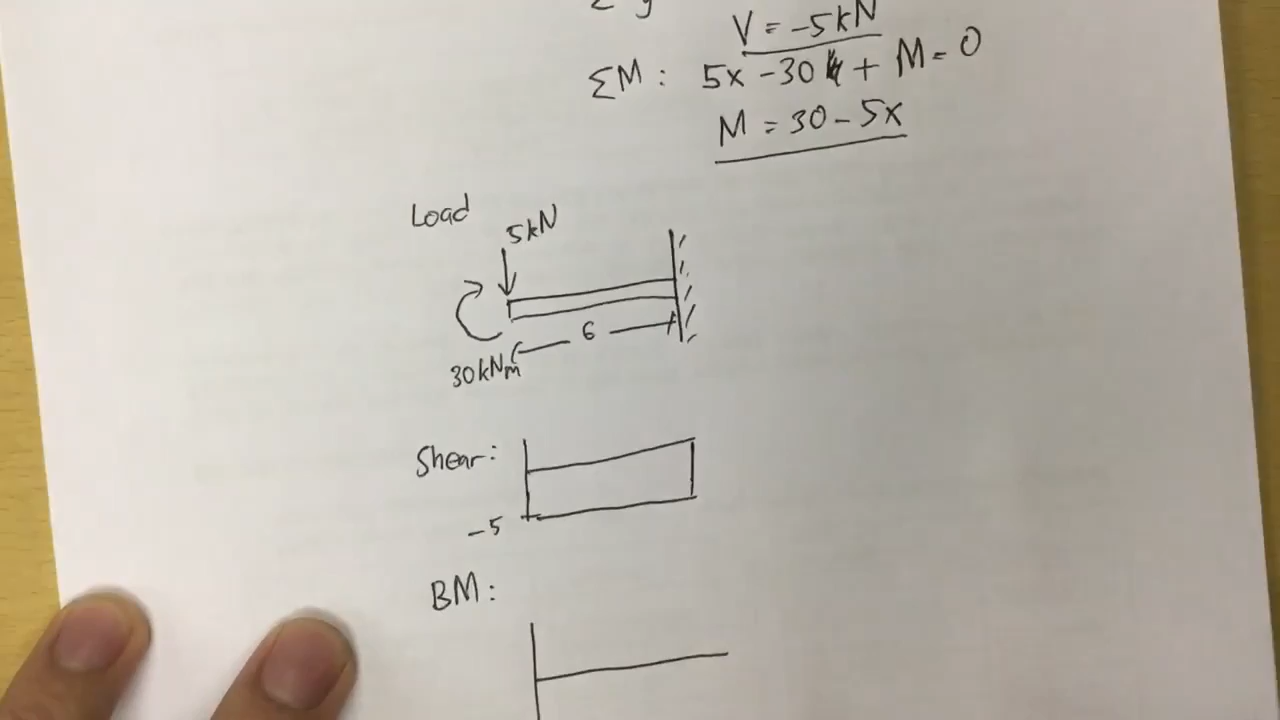 V = -5kN
ΣM: 5x - 30 + M = 0
M = 30 - 5x
Load
5kN
6
30kNm
Shear:
-5
BM: